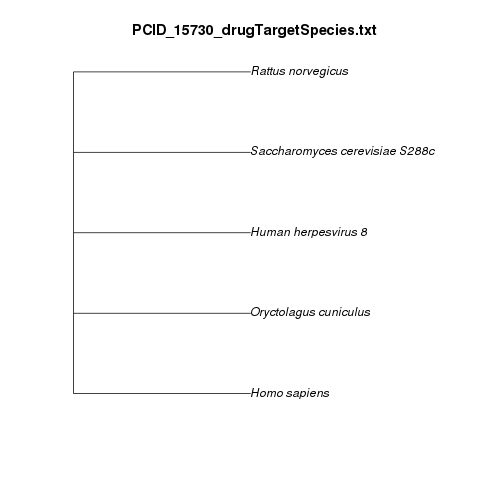 PCID_15730_drugTargetSpecies.txt
Rattus norvegicus
Saccharomyces cerevisiae S288c
Human herpesvirus 8
Oryctolagus cuniculus
Homo sapiens